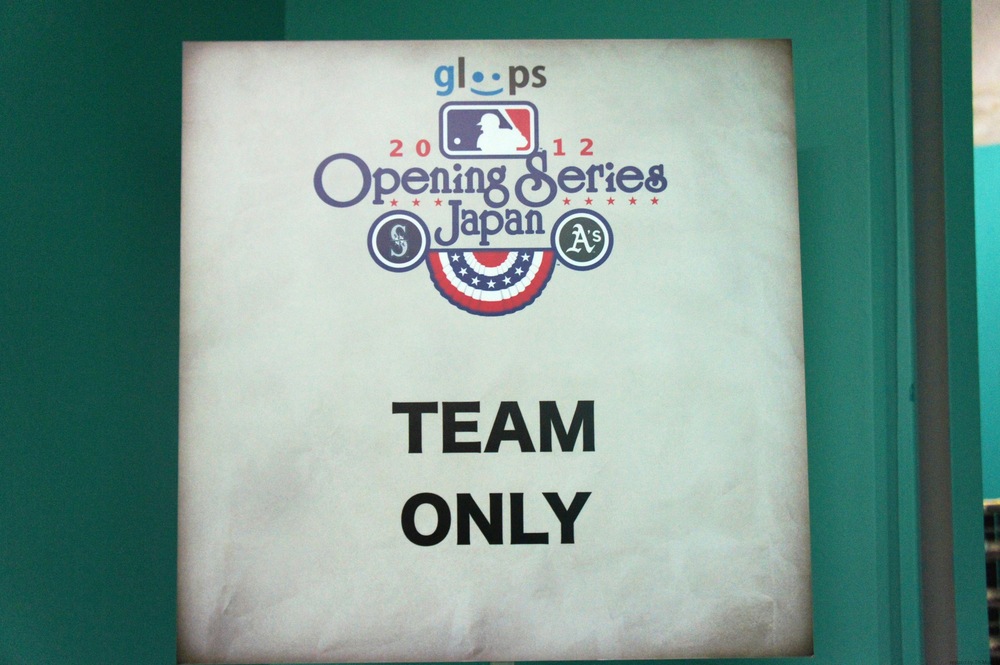 gloops
2012
Opening Series
Japan
S A's
TEAM
ONLY